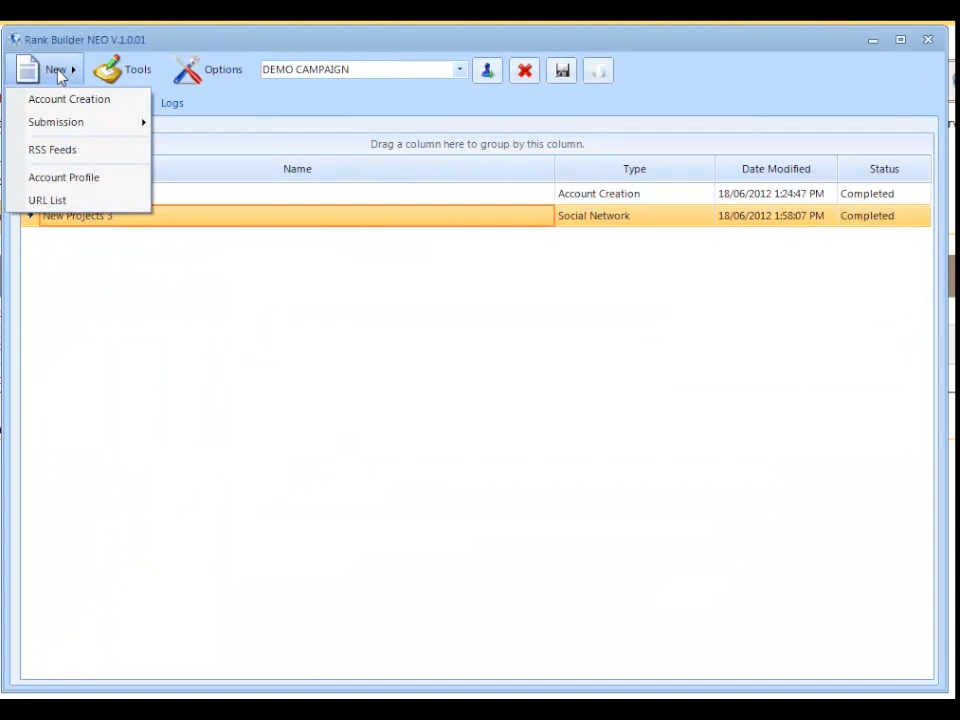 Rank Builder NEO V.1.0.01
New Tools Options DEMO CAMPAIGN
Account Creation Logs
Submission
Drag a column here to group by this column.
RSS Feeds
Name Type Date Modified Status
Account Profile
Account Creation 18/06/2012 1:24:47 PM Completed
URL List
New Projects 3 Social Network 18/06/2012 1:58:07 PM Completed